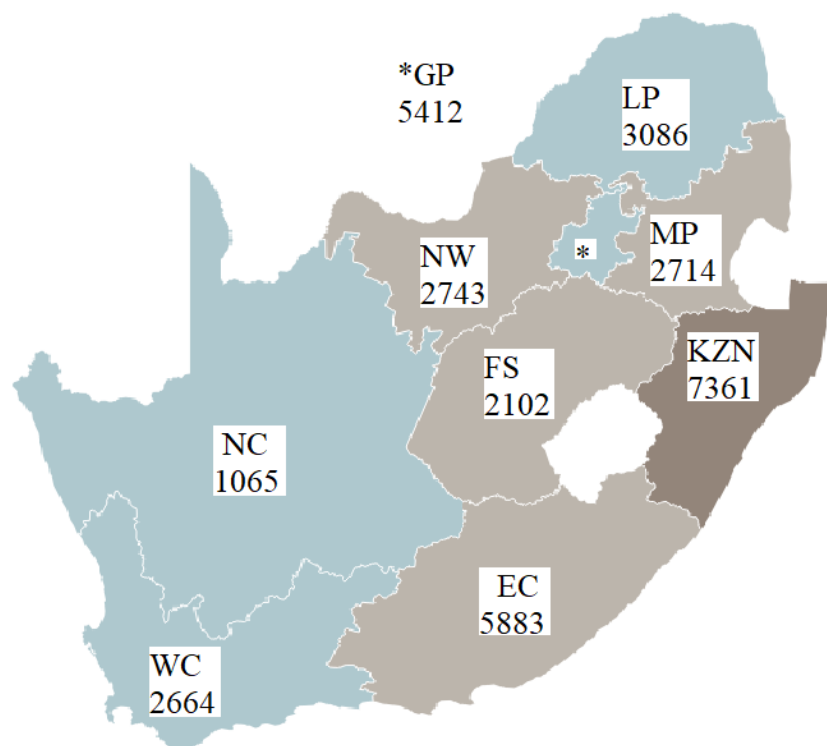 *GP
5412
LP
3086
NW
2743
*
MP
2714
KZN
7361
FS
2102
NC
1065
EC
5883
WC
2664